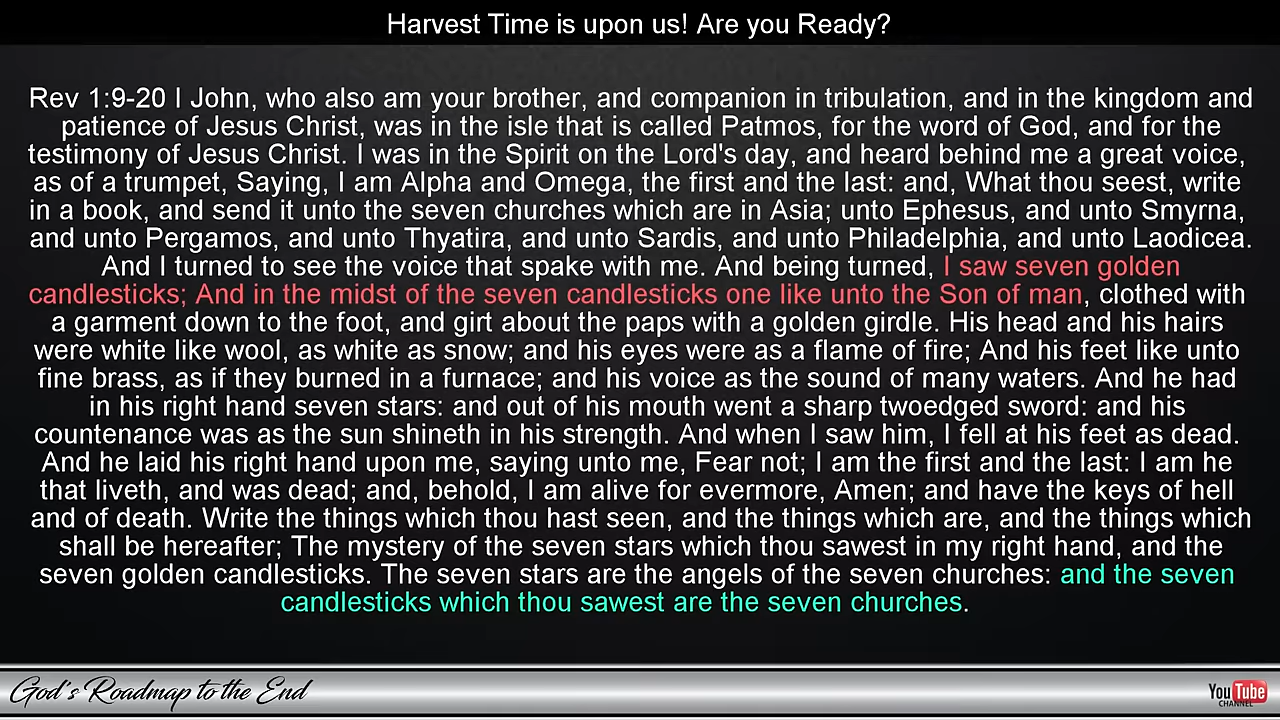 Harvest Time is upon us! Are you Ready?
Rev 1:9-20 I John, who also am your brother, and companion in tribulation, and in the kingdom and
patience of Jesus Christ, was in the isle that is called Patmos, for the word of God, and for the
testimony of Jesus Christ. I was in the Spirit on the Lord's day, and heard behind me a great voice,
as of a trumpet, Saying, I am Alpha and Omega, the first and the last: and, What thou seest, write
in a book, and send it unto the seven churches which are in Asia; unto Ephesus, and unto Smyrna,
and unto Pergamos, and unto Thyatira, and unto Sardis, and unto Philadelphia, and unto Laodicea.
And I turned to see the voice that spake with me. And being turned, I saw seven golden
candlesticks; And in the midst of the seven candlesticks one like unto the Son of man, clothed with
a garment down to the foot, and girt about the paps with a golden girdle. His head and his hairs
were white like wool, as white as snow; and his eyes were as a flame of fire; And his feet like unto
fine brass, as if they burned in a furnace; and his voice as the sound of many waters. And he had
in his right hand seven stars: and out of his mouth went a sharp twoedged sword: and his
countenance was as the sun shineth in his strength. And when I saw him, I fell at his feet as dead.
And he laid his right hand upon me, saying unto me, Fear not; I am the first and the last: I am he
that liveth, and was dead; and, behold, I am alive for evermore, Amen; and have the keys of hell
and of death. Write the things which thou hast seen, and the things which are, and the things which
shall be hereafter; The mystery of the seven stars which thou sawest in my right hand, and the
seven golden candlesticks. The seven stars are the angels of the seven churches: and the seven
candlesticks which thou sawest are the seven churches.
God's Roadmap to the End
YouTube
CHANNEL